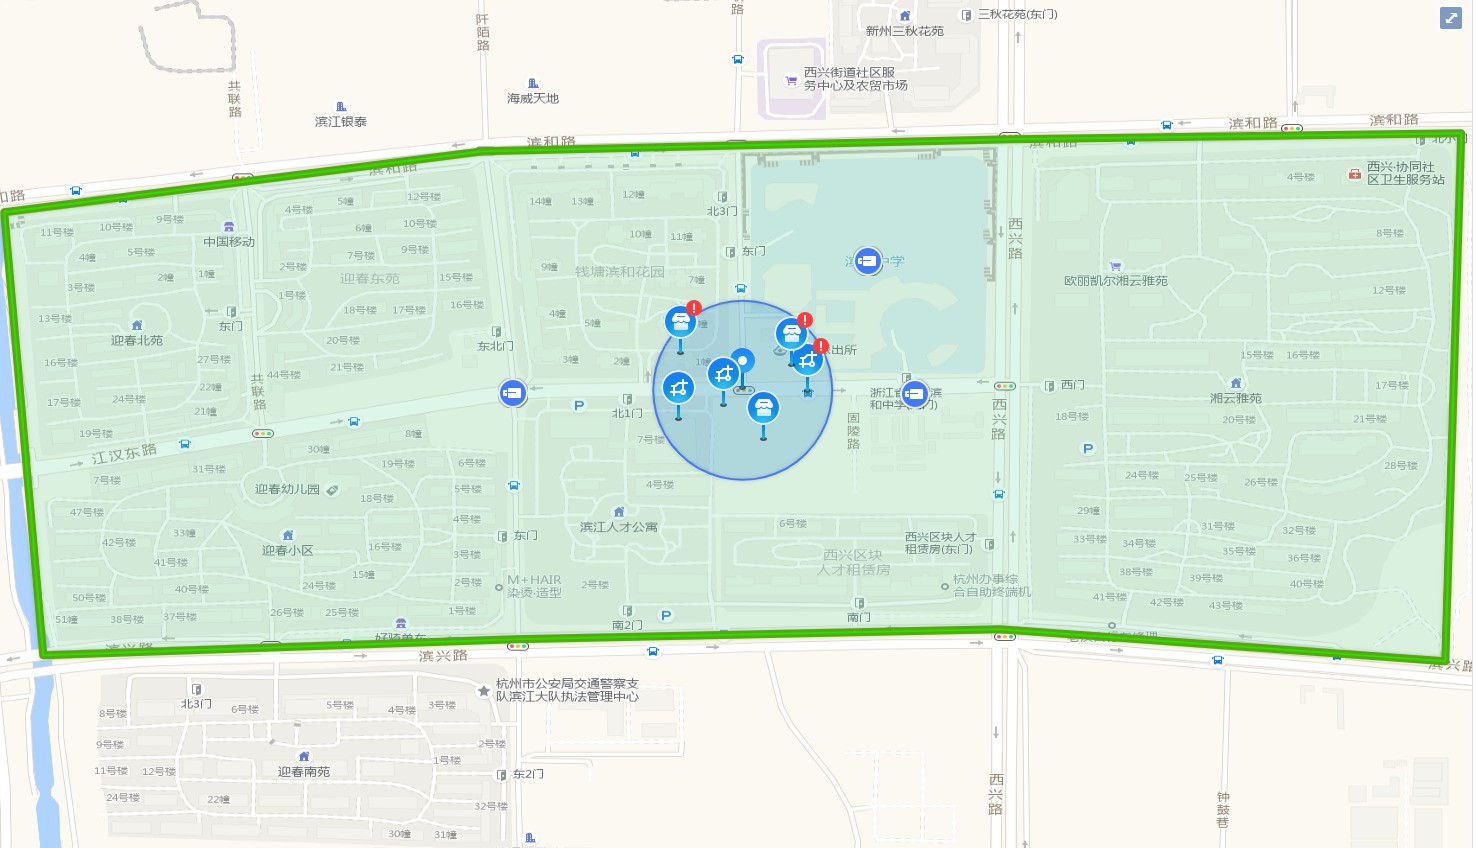 阡陌路
共联路
海威天地
滨江银泰
新州三秋花苑
三秋花苑(东门)
西兴街道社区服
务中心及农贸市场
滨和路
滨和路
滨和路
滨和路
滨和路
和路
西兴·协同社
区卫生服务站
4号楼
8号楼
12号楼
15号楼
16号楼
17号楼
欧丽凯尔湘云雅苑
湘云雅苑
西门
18号楼
20号楼
21号楼
24号楼
25号楼
26号楼
28号楼
29幢
31号楼
32号楼
33号楼
34号楼
35号楼
36号楼
38号楼
39号楼
40号楼
41号楼
42号楼
43号楼
西兴路
西兴路
西兴路
11号楼
10号楼
9号楼
4幢
5号楼
3号楼
2幢
1幢
13号楼
迎春北苑
16号楼
17号楼
19号楼
27号楼
22幢
24号楼
21幢
中国移动
东门
共联路
4号楼
5幢
12号楼
6幢
10号楼
7号楼
9号楼
2号楼
迎春东苑
15号楼
1号楼
18号楼
17号楼
16号楼
20号楼
21号楼
44号楼
东北门
14幢
13幢
12幢
10幢
11幢
9幢
钱塘滨和花园
7幢
4幢
5幢
3幢
2幢
北3门
东门
中学
出所
固陵路
北1门
7号楼
4号楼
P
P
P
江汉东路
7号楼
31号楼
30幢
8幢
19号楼
6号楼
迎春幼儿园
18号楼
5号楼
47号楼
33幢
4号楼
42号楼
迎春小区
16号楼
3号楼
41号楼
15幢
40号楼
24号楼
2号楼
50号楼
51幢
38号楼
37号楼
26号楼
25号楼
1号楼
东门
M+HAIR
染烫·造型
滨江人才公寓
2号楼
南2门
6号楼
西兴区块
人才租赁房
西兴区块人才
租赁房(东门)
杭州办事综
合自助终端机
南门
滨兴路
滨兴路
杭州市公安局交通警察支
队滨江大队执法管理中心
北3门
8号楼
6号楼
5号楼
4号楼
3号楼
9号楼
2号楼
11号楼
12号楼
迎春南苑
1号楼
东2门
24号楼
22幢
32号楼
30幢
31幢
钟鼓巷